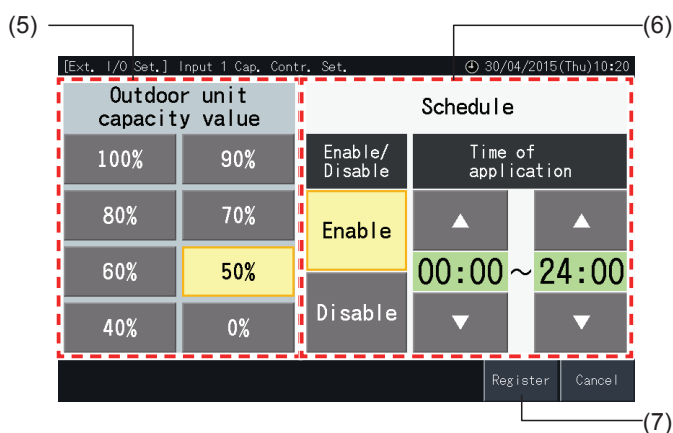 (5)
(6)
[Ext. I/O Set.] Input 1 Cap. Contr. Set.
30/04/2015(Thu)10:20
Outdoor unit
capacity value
Schedule
100%
90%
Enable/
Disable
Time of
application
80%
70%
Enable
60%
50%
00:00 ~ 24:00
40%
0%
Disable
Register
Cancel
(7)